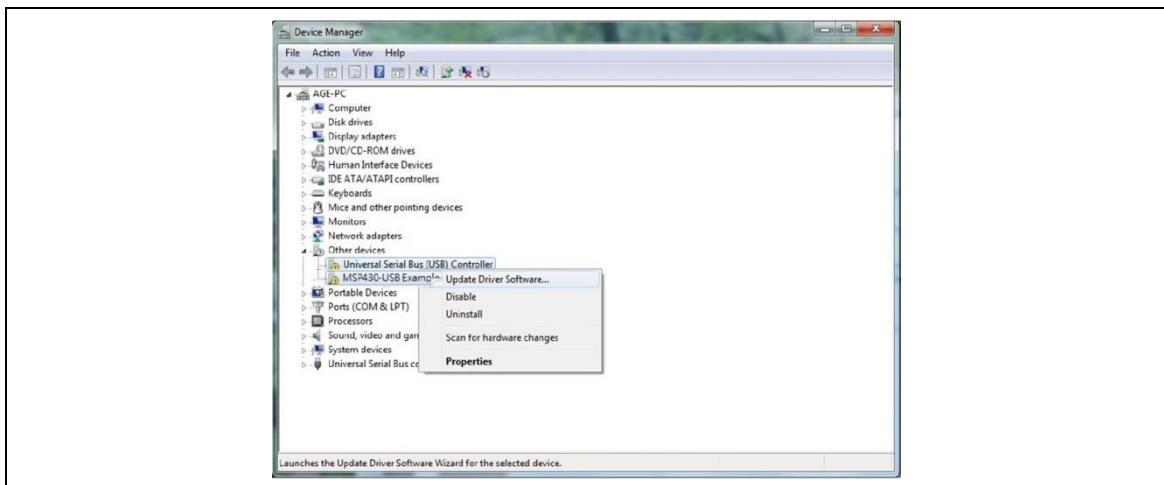 Device Manager
File Action View Help
AGE-PC
Computer
Disk drives
Display adapters
DVD/CD-ROM drives
Human Interface Devices
IDE ATA/ATAPI controllers
Keyboards
Mice and other pointing devices
Monitors
Network adapters
Other devices
Universal Serial Bus (USB) Controller
MSP430-USB Example
Update Driver Software...
Disable
Uninstall
Scan for hardware changes
Properties
Portable Devices
Ports (COM & LPT)
Processors
Sound, video and gam
System devices
Universal Serial Bus co
Launches the Update Driver Software Wizard for the selected device.